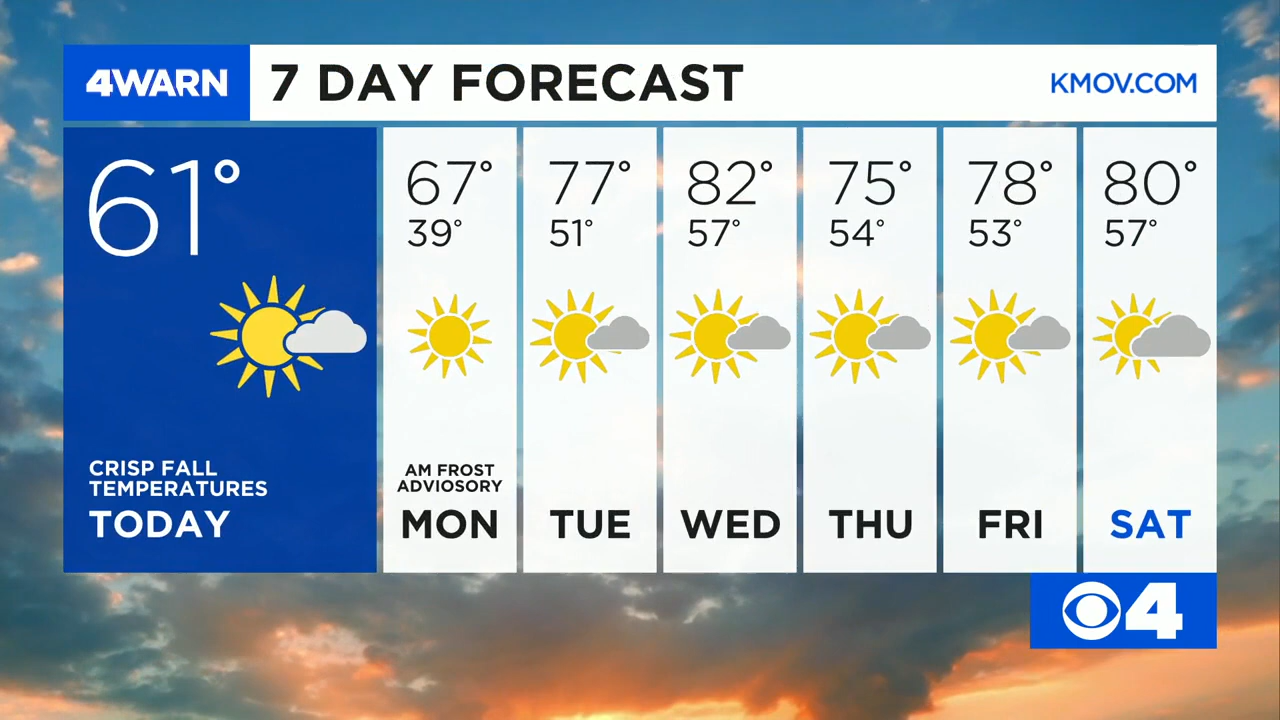 4WARN
7 DAY FORECAST
KMOV.COM
61°
CRISP FALL
TEMPERATURES
TODAY
67°
39°
AM FROST
ADVIOSORY
MON
77°
51°
TUE
82°
57°
WED
75°
54°
THU
78°
53°
FRI
80°
57°
SAT
4